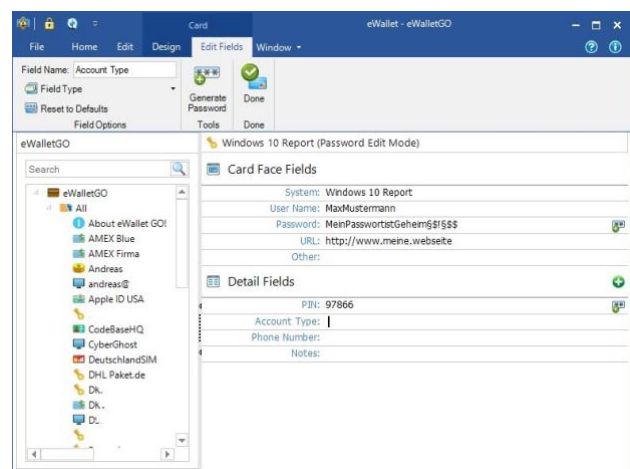 Card
eWallet - eWalletGO
File Home Edit Design Edit Fields Window
Field Name: Account Type
Field Type
Reset to Defaults
Field Options
Generate Password
Tools
Done
Done
eWalletGO
Search
eWalletGO
All
About eWallet GO!
AMEX Blue
AMEX Firma
Andreas
andreas@
Apple ID USA
CodeBaseHQ
CyberGhost
DeutschlandSIM
DHL Paket.de
Dk.
Dk.
Windows 10 Report (Password Edit Mode)
Card Face Fields
System: Windows 10 Report
User Name: MaxMustermann
Password: MeinPasswortistGeheim§$!§$$
URL: http://www.meine.webseite
Other:
Detail Fields
PIN: 97866
Account Type:
Phone Number:
Notes: